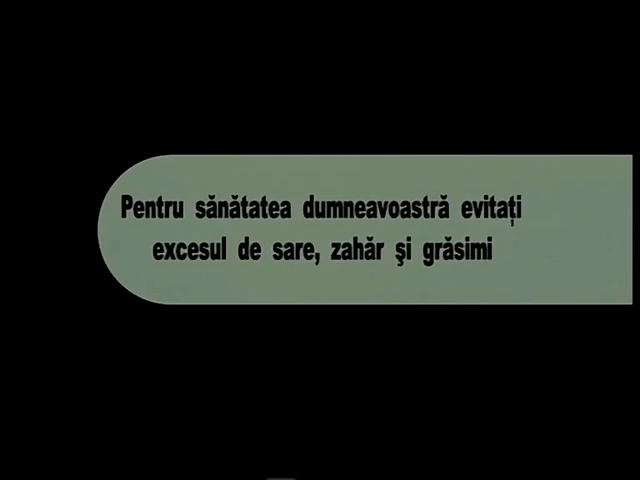 Pentru sănătatea dumneavoastră evitați
excesul de sare, zahăr şi grăsimi